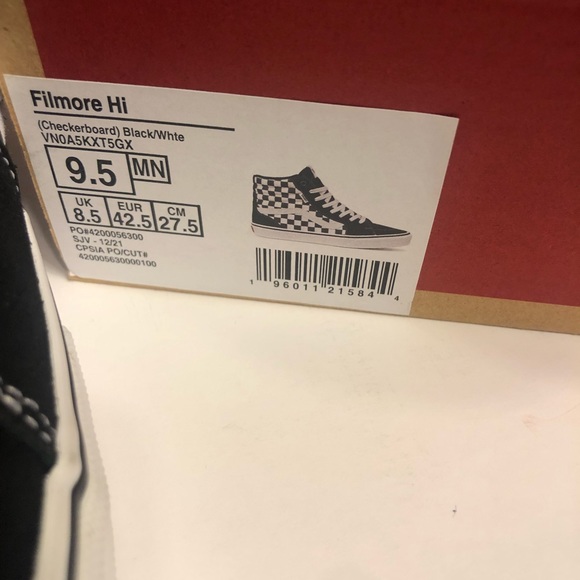 Filmore Hi
(Checkerboard) Black/Whte
VN0A5KXT5GX
9.5 MN
UK EUR CM
8.5 42.5 27.5
PO#4200056300
SJV - 12/21
CPSIA PO/CUT#
420005630000100
1 96011 21584 4